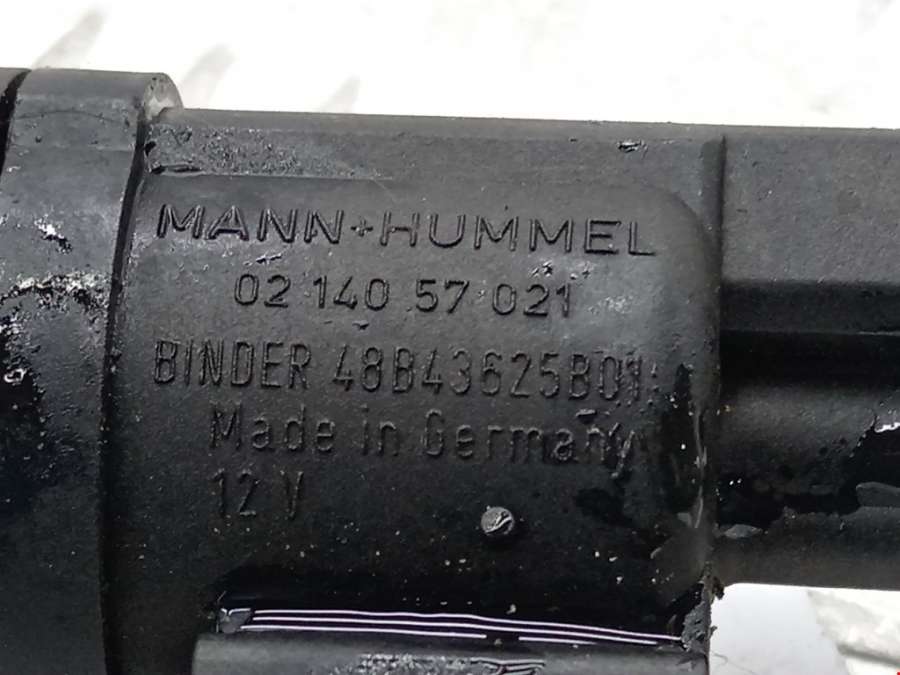 MANN+HUMMEL
02 140 57 021
BINDER 48B43625B01
Made in Germany
12 V